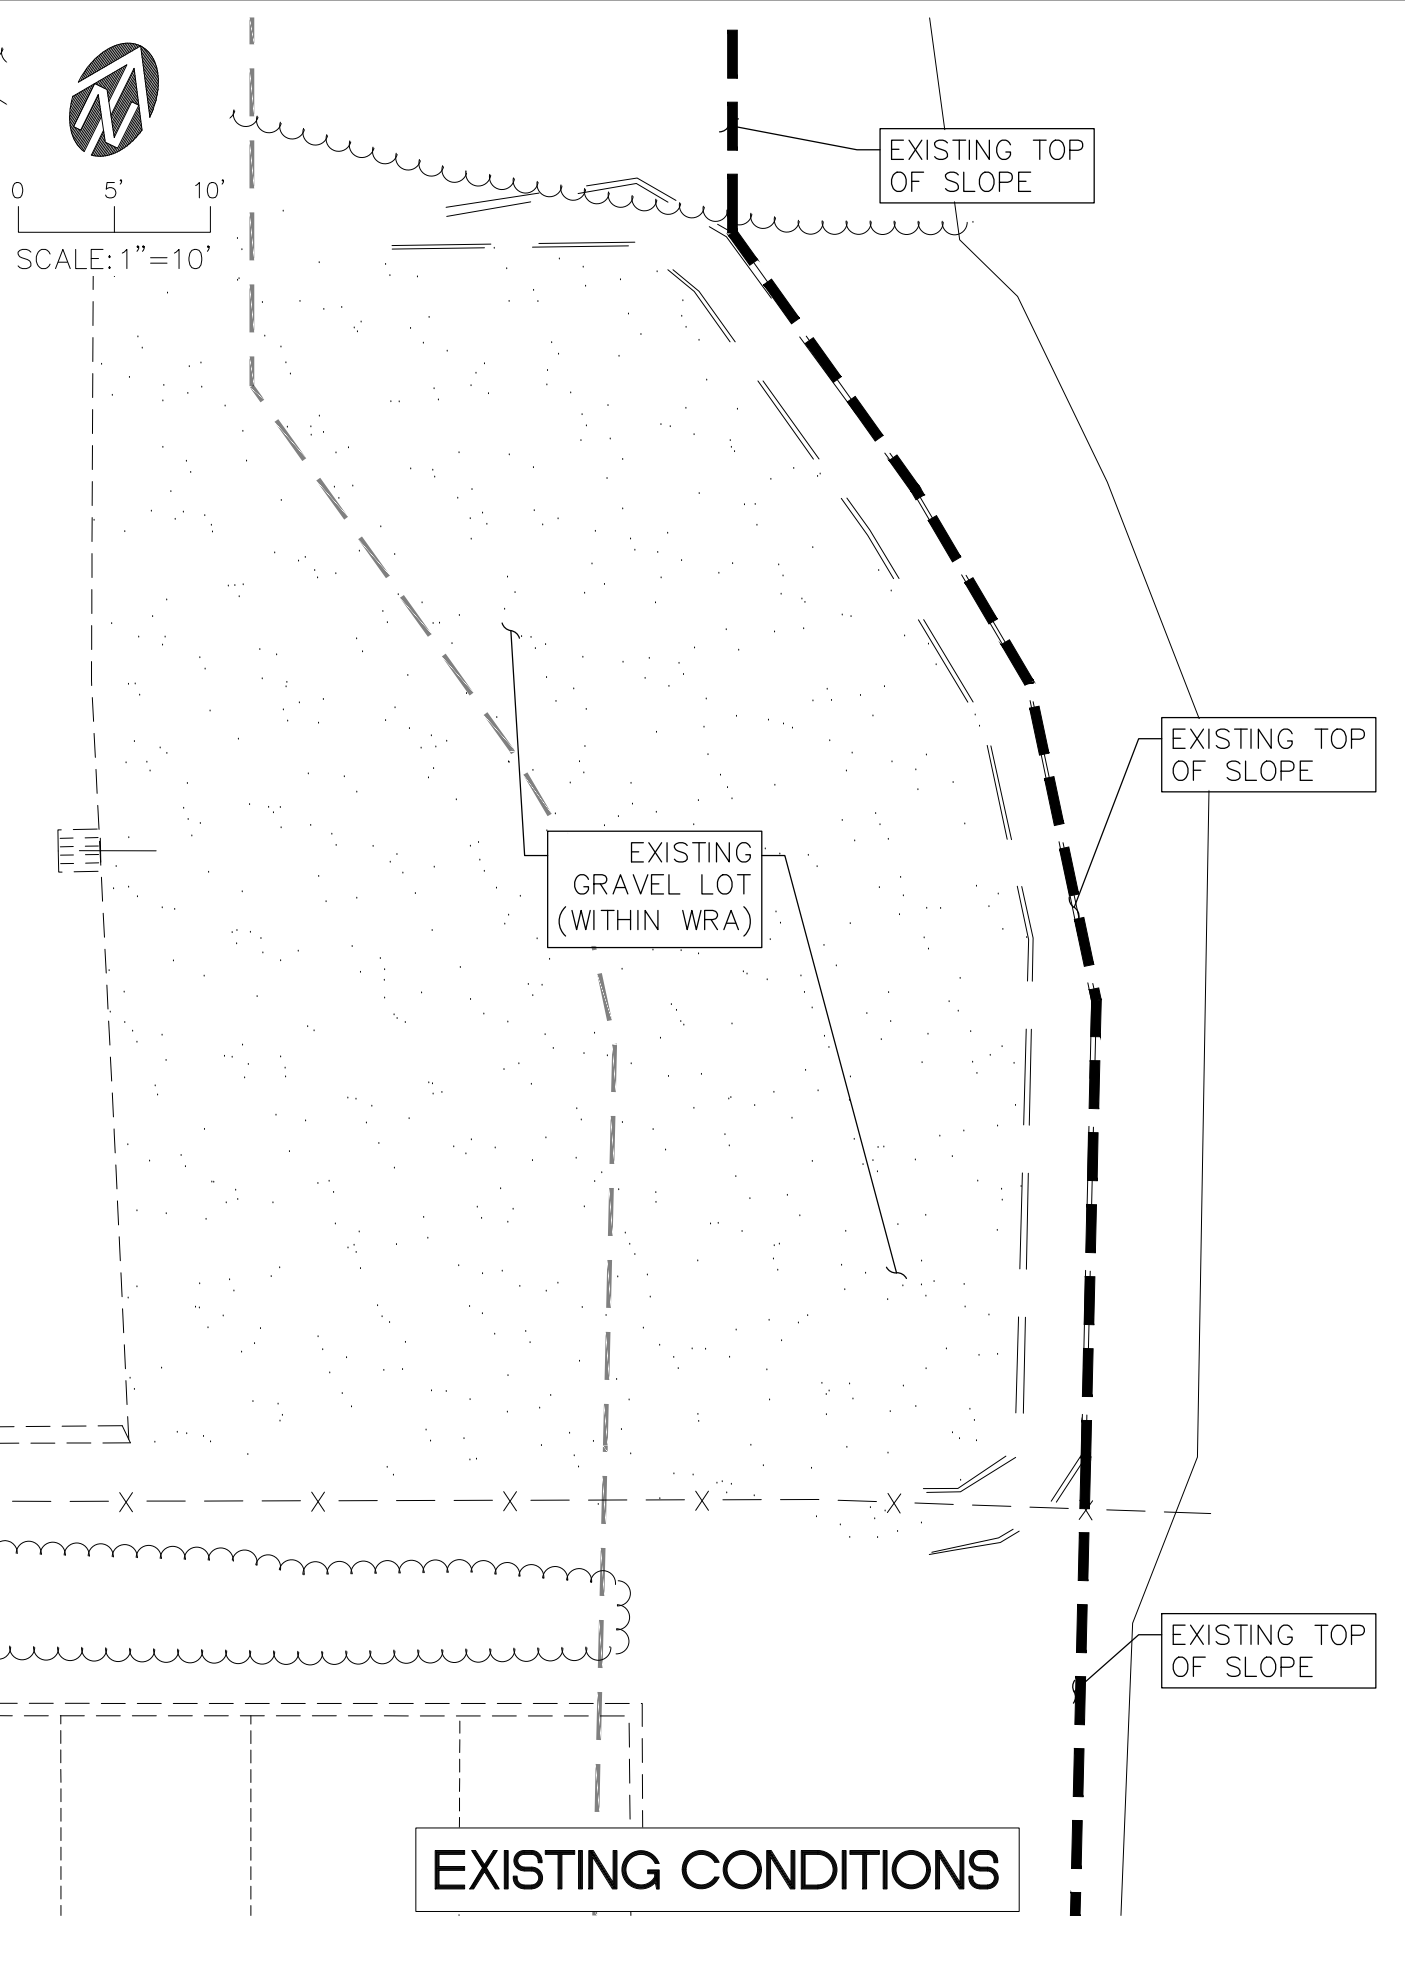 N
EXISTING TOP
OF SLOPE
0 5' 10'
SCALE: 1"=10'
EXISTING TOP
OF SLOPE
EXISTING
GRAVEL LOT
(WITHIN WRA)
X X X X X X
EXISTING TOP
OF SLOPE
EXISTING CONDITIONS